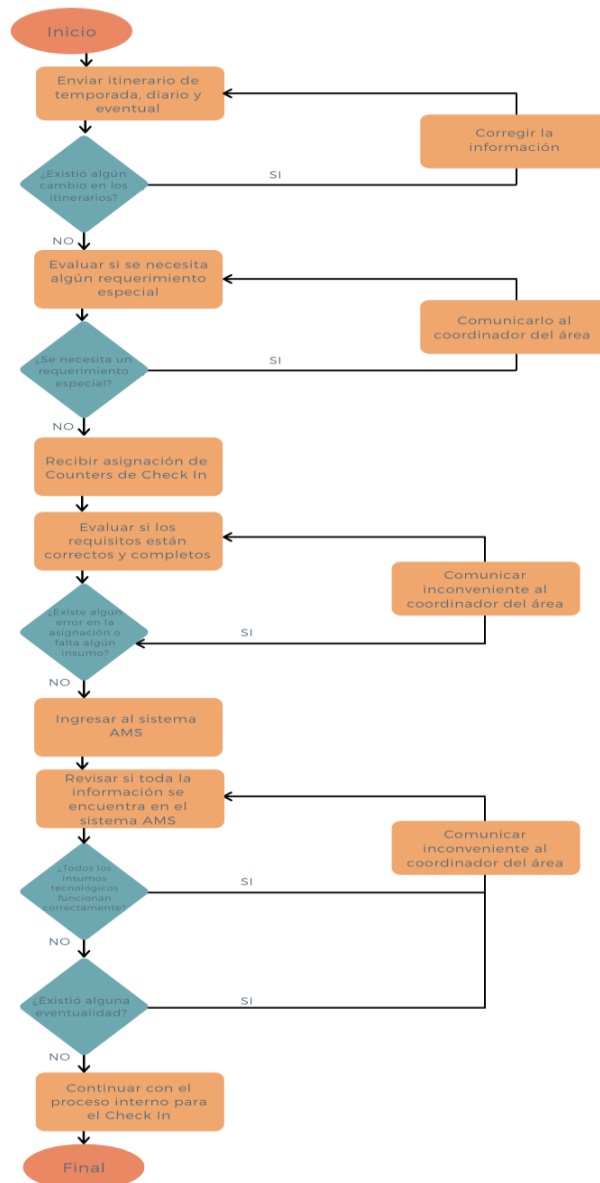 Inicio
Enviar itinerario de
temporada, diario y
eventual
Corregir la
información
¿Existió algún
cambio en los
itinerarios?
SI
NO
Evaluar si se necesita
algún requerimiento
especial
Comunicarlo al
coordinador del área
¿Se necesita un
requerimiento
especial?
SI
NO
Recibir asignación de
Counters de Check In
Evaluar si los
requisitos están
correctos y completos
Comunicar
inconveniente al
coordinador del área
¿Existe algún
error en la
asignación o
falta algún
insumo?
SI
NO
Ingresar al sistema
AMS
Revisar si toda la
información se
encuentra en el
sistema AMS
Comunicar
inconveniente al
coordinador del área
¿Todos los
insumos
tecnológicos
funcionan
correctamente?
SI
NO
¿Existió alguna
eventualidad?
SI
NO
Continuar con el
proceso interno para
el Check In
Final